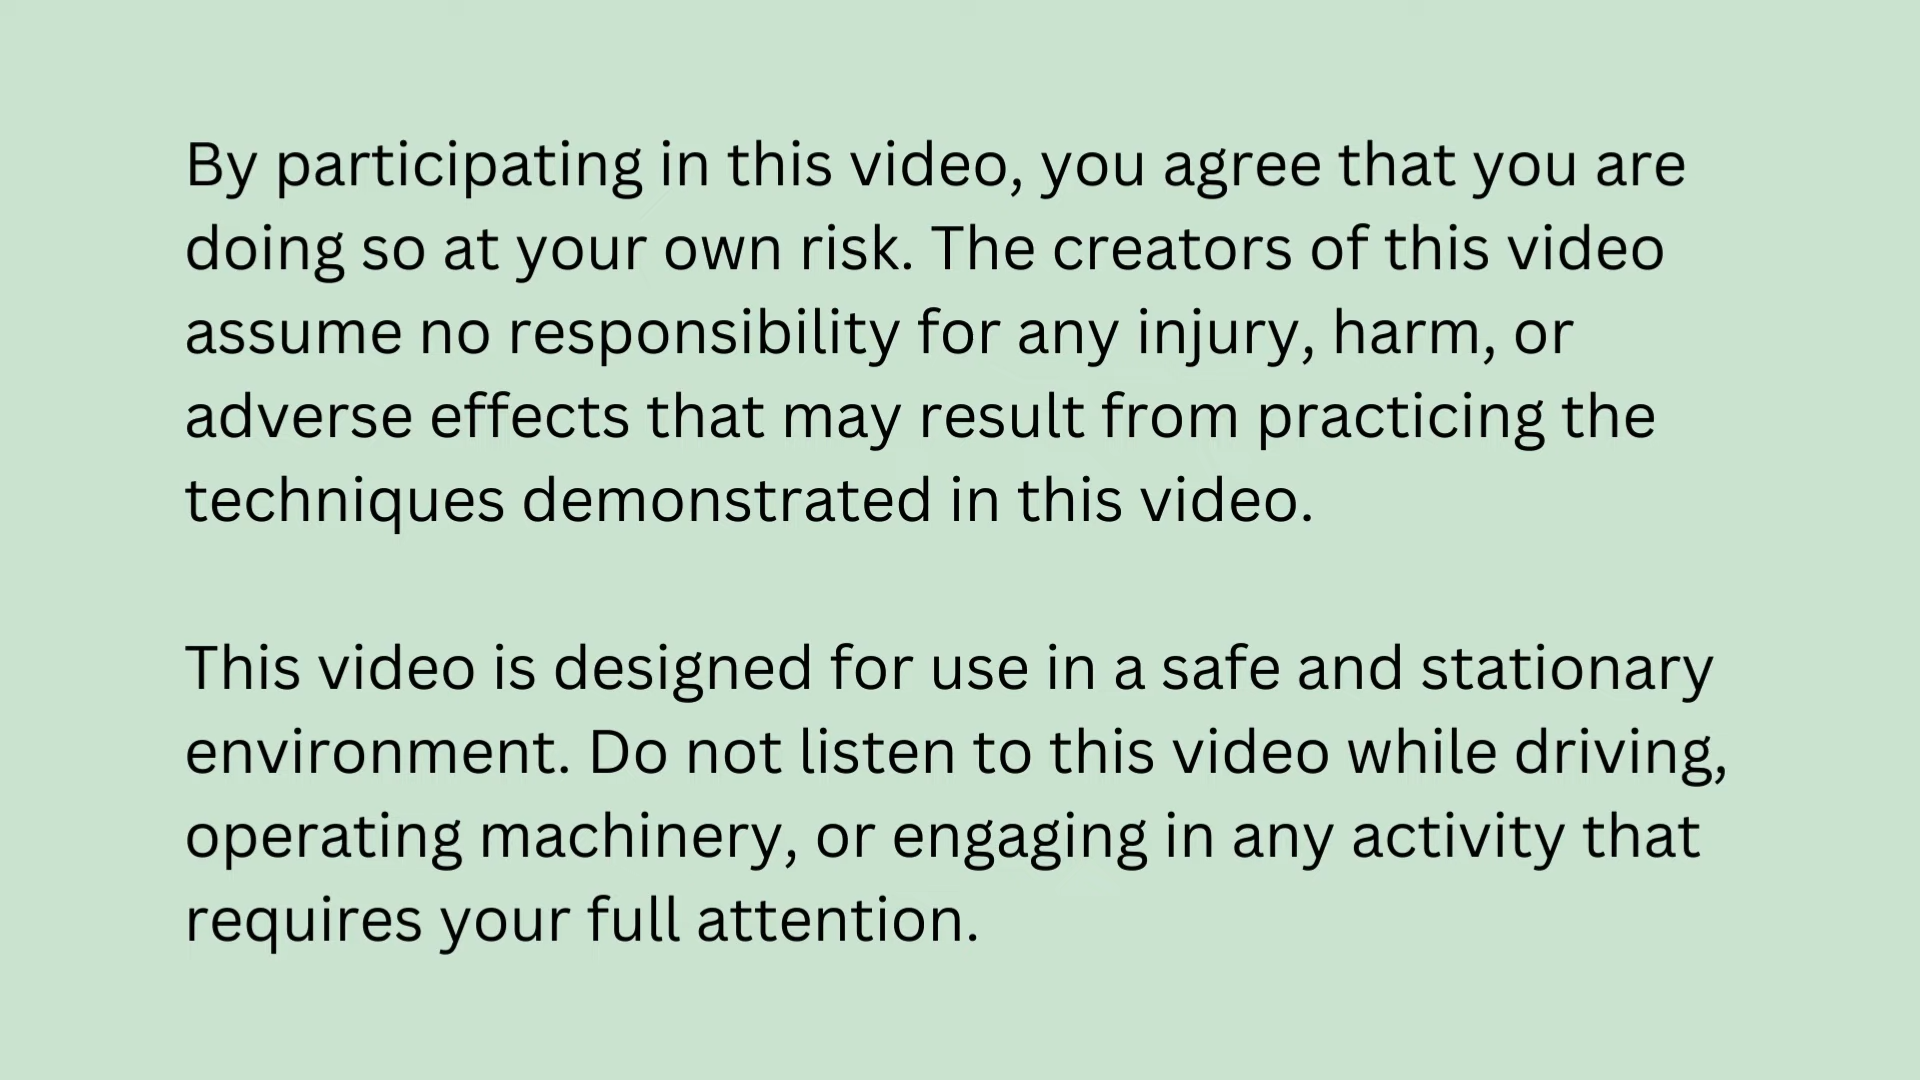 By participating in this video, you agree that you are
doing so at your own risk. The creators of this video
assume no responsibility for any injury, harm, or
adverse effects that may result from practicing the
techniques demonstrated in this video.
This video is designed for use in a safe and stationary
environment. Do not listen to this video while driving,
operating machinery, or engaging in any activity that
requires your full attention.